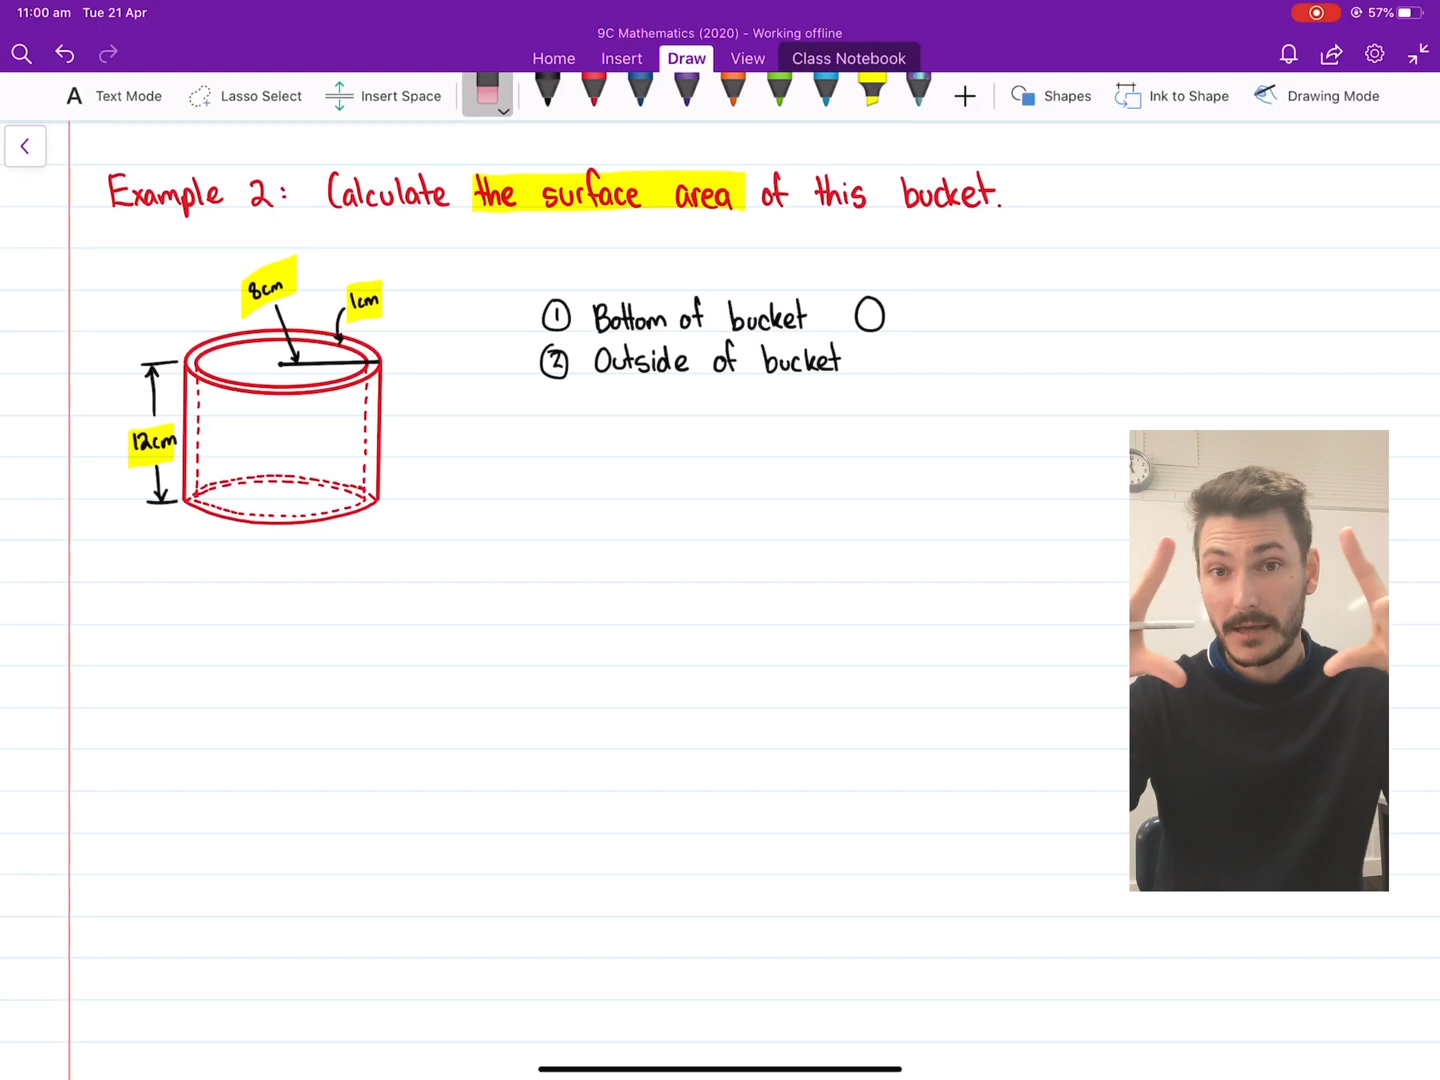 11:00 am Tue 21 Apr
57%
9C Mathematics (2020) - Working offline
Home Insert Draw View Class Notebook
A Text Mode Lasso Select Insert Space Shapes Ink to Shape Drawing Mode
Example 2: Calculate the surface area of this bucket.
8cm
1cm
12cm
① Bottom of bucket
② Outside of bucket